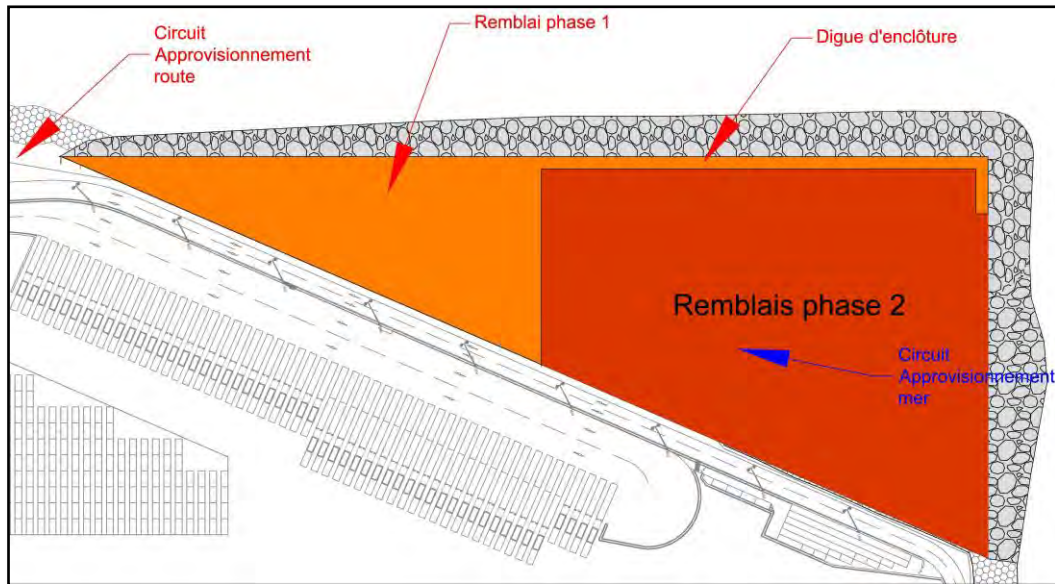 Circuit
Approvisionnement
route
Remblai phase 1
Digue d'enclôture
Remblais phase 2
Circuit
Approvisionnement
mer